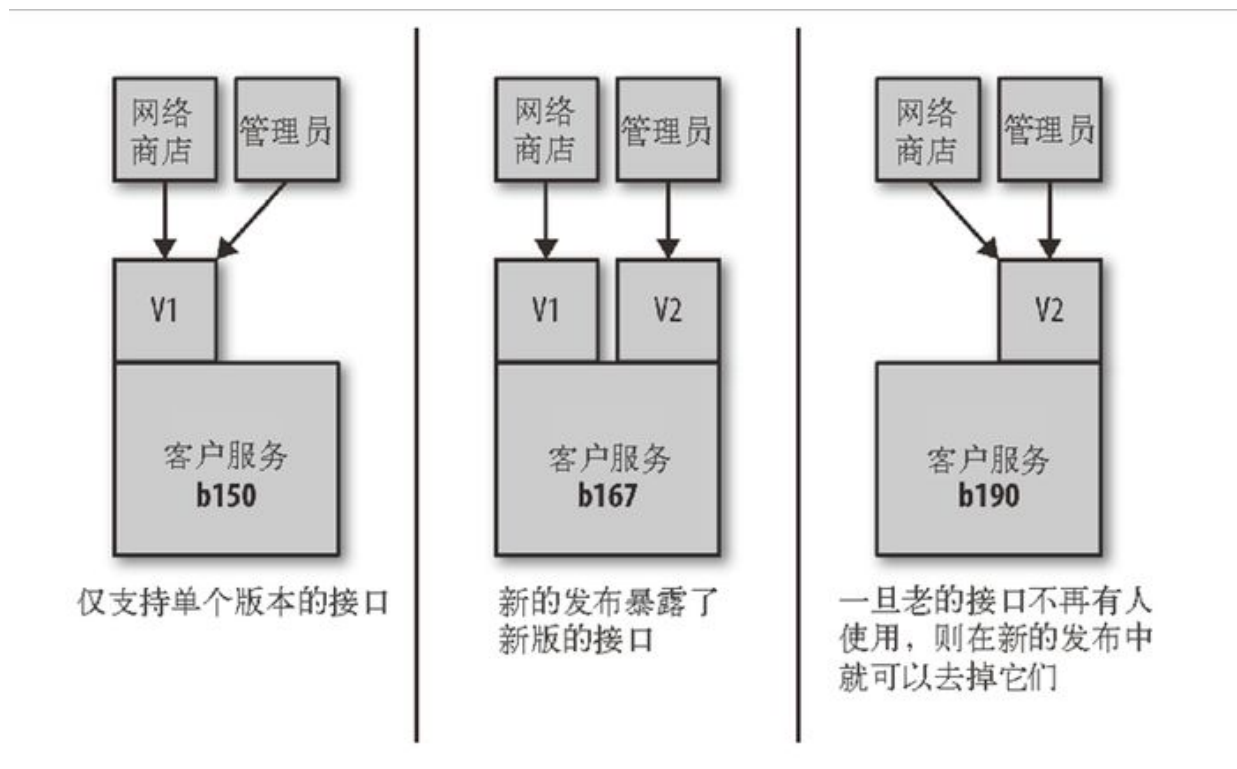 网络
商店
管理员
V1
客户服务
b150
仅支持单个版本的接口
网络
商店
管理员
V1
V2
客户服务
b167
新的发布暴露了
新版的接口
网络
商店
管理员
V2
客户服务
b190
一旦老的接口不再有人
使用，则在新的发布中
就可以去掉它们